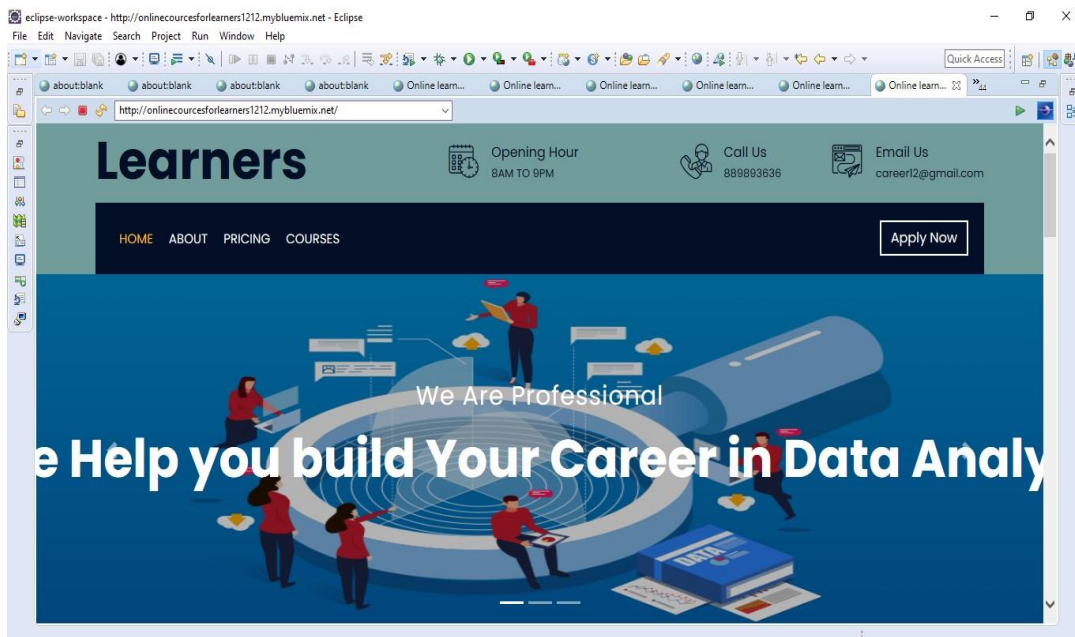 eclipse-workspace - http://onlinecourcesforlearners1212.mybluemix.net - Eclipse
File Edit Navigate Search Project Run Window Help
Quick Access
about:blank about:blank about:blank about:blank Online learn... Online learn... Online learn... Online learn... Online learn... Online learn... 44
http://onlinecourcesforlearners1212.mybluemix.net/
Learners
Opening Hour
8AM TO 9PM
Call Us
889893636
Email Us
career12@gmail.com
HOME ABOUT PRICING COURSES
Apply Now
We Are Professional
e Help you build Your Career in Data Analy
DATA